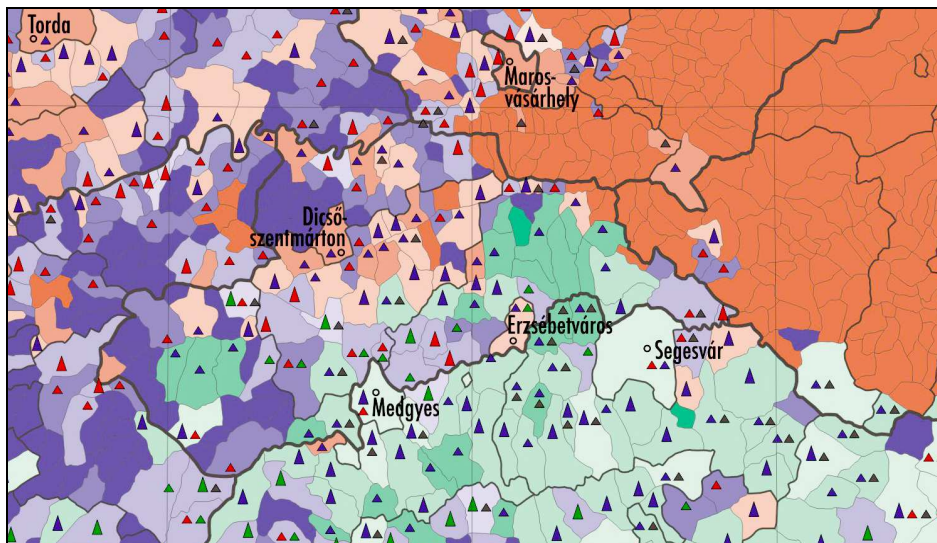 Torda
Maros-
vásárhely
Dicső-
szentmárton
Erzsébetváros
Segesvár
Medgyes